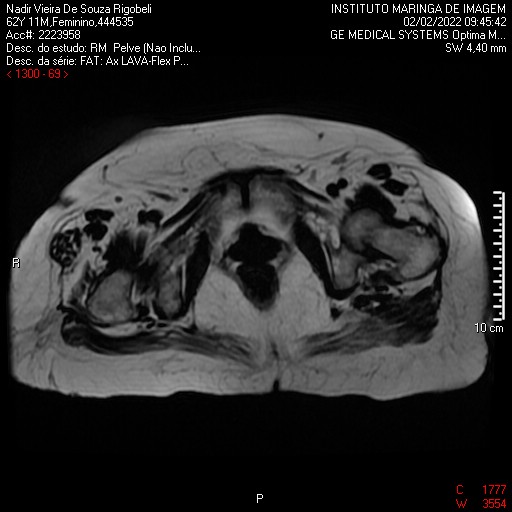 Nadir Vieira De Souza Rigobeli
62Y 11M,Feminino,444535
Acc#: 2223958
Desc. do estudo: RM Pelve (Nao Inclu...
Desc. da série: FAT: Ax LAVA-Flex P...
< 1300 - 69 >
INSTITUTO MARINGA DE IMAGEM
02/02/2022 09:45:42
GE MEDICAL SYSTEMS Optima M...
SW 4,40 mm
R
10 cm
P
C 1777
W 3554